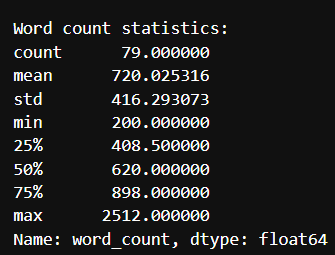 Word count statistics:
count 79.000000
mean 720.025316
std 416.293073
min 200.000000
25% 408.500000
50% 620.000000
75% 898.000000
max 2512.000000
Name: word_count, dtype: float64